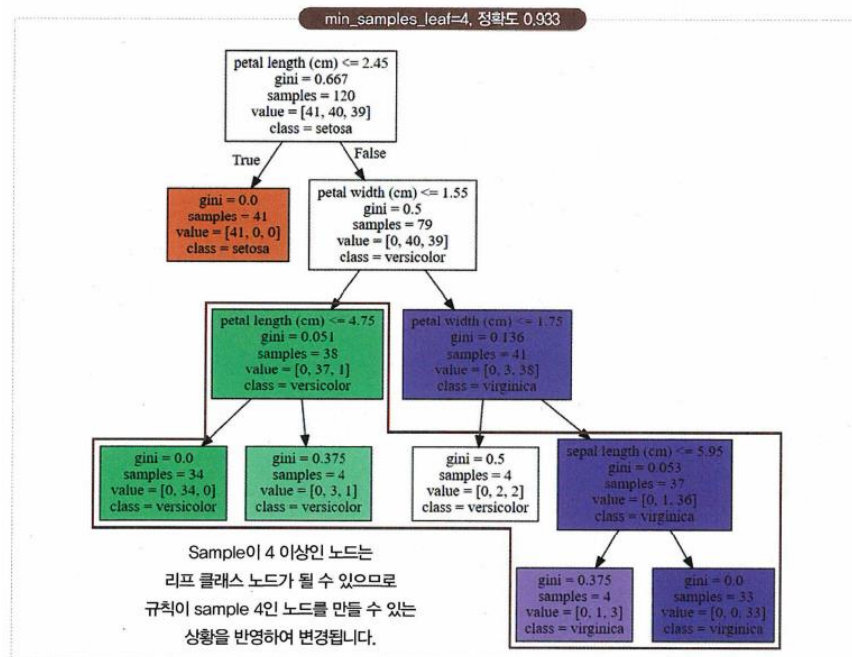 min_samples_leaf=4, 정확도 0.933
petal length (cm) <= 2.45
gini = 0.667
samples = 120
value = [41, 40, 39]
class = setosa
True
False
gini = 0.0
samples = 41
value = [41, 0, 0]
class = setosa
petal width (cm) <= 1.55
gini = 0.5
samples = 79
value = [0, 40, 39]
class = versicolor
petal length (cm) <= 4.75
gini = 0.051
samples = 38
value = [0, 37, 1]
class = versicolor
petal width (cm) <= 1.75
gini = 0.136
samples = 41
value = [0, 3, 38]
class = virginica
gini = 0.0
samples = 34
value = [0, 34, 0]
class = versicolor
gini = 0.375
samples = 4
value = [0, 3, 1]
class = versicolor
gini = 0.5
samples = 4
value = [0, 2, 2]
class = versicolor
sepal length (cm) <= 5.95
gini = 0.053
samples = 37
value = [0, 1, 36]
class = virginica
gini = 0.375
samples = 4
value = [0, 1, 3]
class = virginica
gini = 0.0
samples = 33
value = [0, 0, 33]
class = virginica
Sample이 4 이상인 노드는
리프 클래스 노드가 될 수 있으므로
규칙이 sample 4인 노드를 만들 수 있는
상황을 반영하여 변경됩니다.